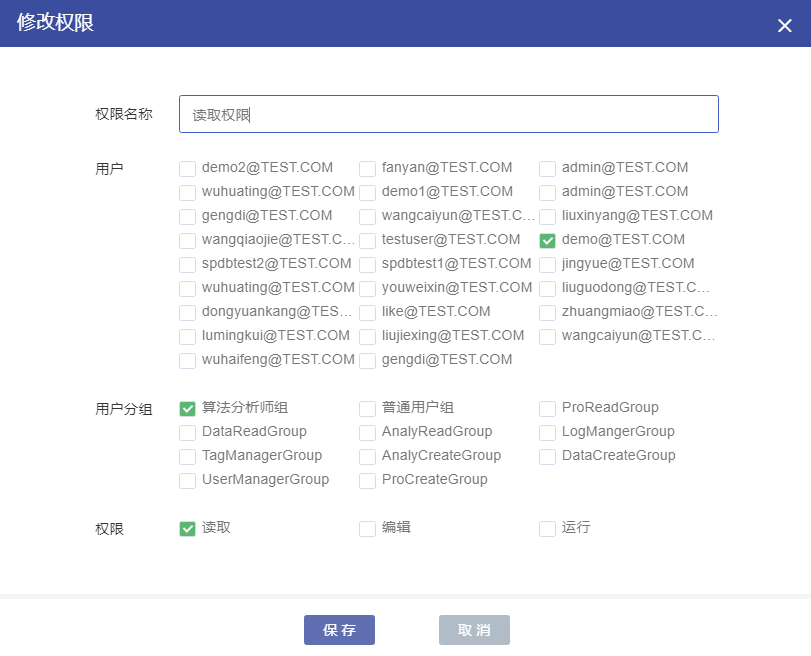 修改权限
权限名称 读取权限
用户 demo2@TEST.COM fanyan@TEST.COM admin@TEST.COM
wuhuating@TEST.COM demo1@TEST.COM admin@TEST.COM
gengdi@TEST.COM wangcaiyun@TEST.C... liuxinyang@TEST.COM
wangqiaojie@TEST.C... testuser@TEST.COM demo@TEST.COM
spdbtest2@TEST.COM spdbtest1@TEST.COM jingyue@TEST.COM
wuhuating@TEST.COM youweixin@TEST.COM liuguodong@TEST.C...
dongyuankang@TES... like@TEST.COM zhuangmiao@TEST.C...
lumingkui@TEST.COM liujiexing@TEST.COM wangcaiyun@TEST.C...
wuhaifeng@TEST.COM gengdi@TEST.COM
用户分组 算法分析师组 普通用户组 ProReadGroup
DataReadGroup AnalyReadGroup LogMangerGroup
TagManagerGroup AnalyCreateGroup DataCreateGroup
UserManagerGroup ProCreateGroup
权限 读取 编辑 运行
保存 取消